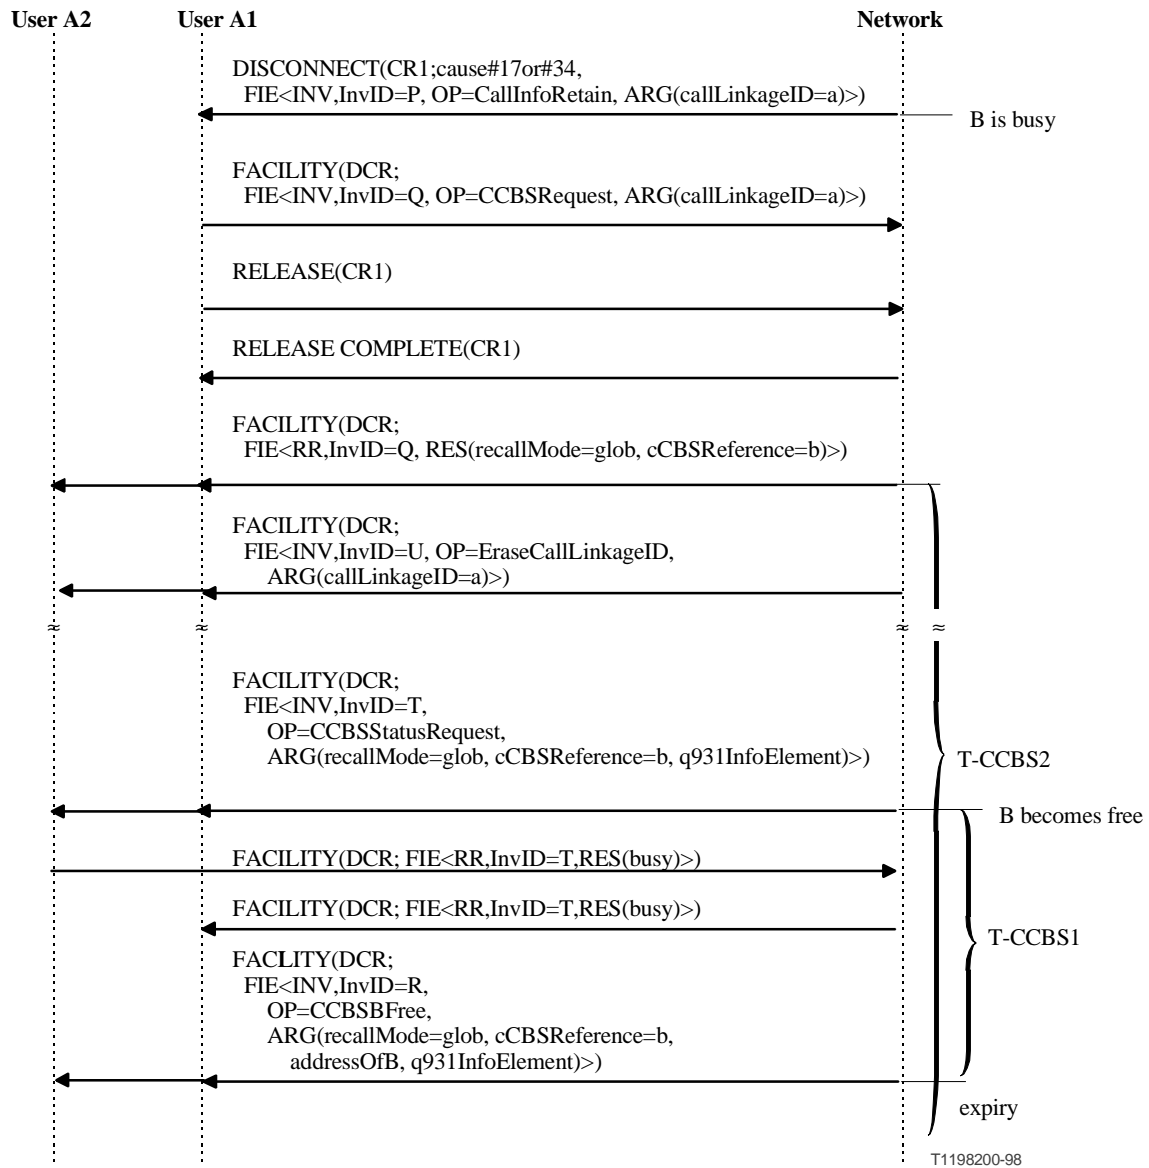 User A2 User A1 Network
DISCONNECT(CR1;cause#17or#34,
FIE<INV,InvID=P, OP=CallInfoRetain, ARG(callLinkageID=a)>)
B is busy
FACILITY(DCR;
FIE<INV,InvID=Q, OP=CCBSRequest, ARG(callLinkageID=a)>)
RELEASE(CR1)
RELEASE COMPLETE(CR1)
FACILITY(DCR;
FIE<RR,InvID=Q, RES(recallMode=glob, cCBSReference=b)>)
FACILITY(DCR;
FIE<INV,InvID=U, OP=EraseCallLinkageID,
ARG(callLinkageID=a)>)
≈ ≈ ≈ ≈
FACILITY(DCR;
FIE<INV,InvID=T,
OP=CCBSStatusRequest,
ARG(recallMode=glob, cCBSReference=b, q931InfoElement)>)
T-CCBS2
B becomes free
FACILITY(DCR; FIE<RR,InvID=T,RES(busy)>)
FACILITY(DCR; FIE<RR,InvID=T,RES(busy)>)
T-CCBS1
FACLITY(DCR;
FIE<INV,InvID=R,
OP=CCBSBFree,
ARG(recallMode=glob, cCBSReference=b,
addressOfB, q931InfoElement)>)
expiry
T1198200-98